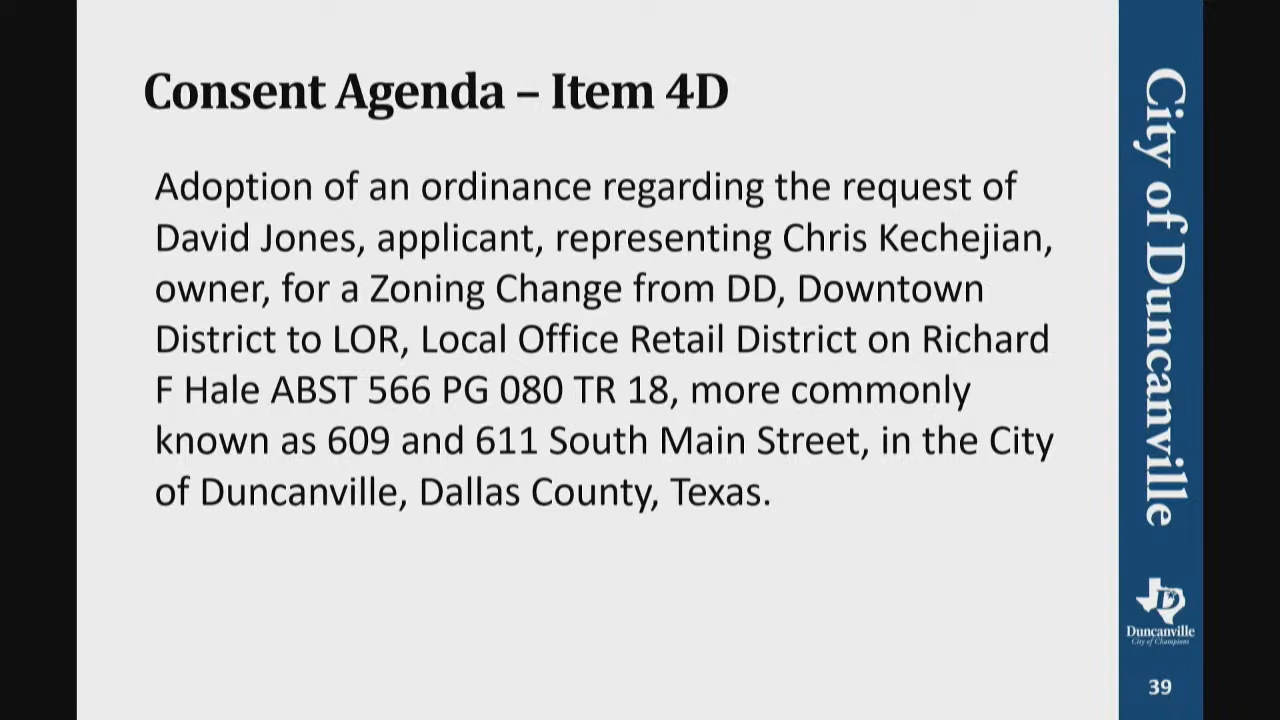 Consent Agenda – Item 4D
Adoption of an ordinance regarding the request of
David Jones, applicant, representing Chris Kechejian,
owner, for a Zoning Change from DD, Downtown
District to LOR, Local Office Retail District on Richard
F Hale ABST 566 PG 080 TR 18, more commonly
known as 609 and 611 South Main Street, in the City
of Duncanville, Dallas County, Texas.
City of Duncanville
D
Duncanville
City of Champions
39